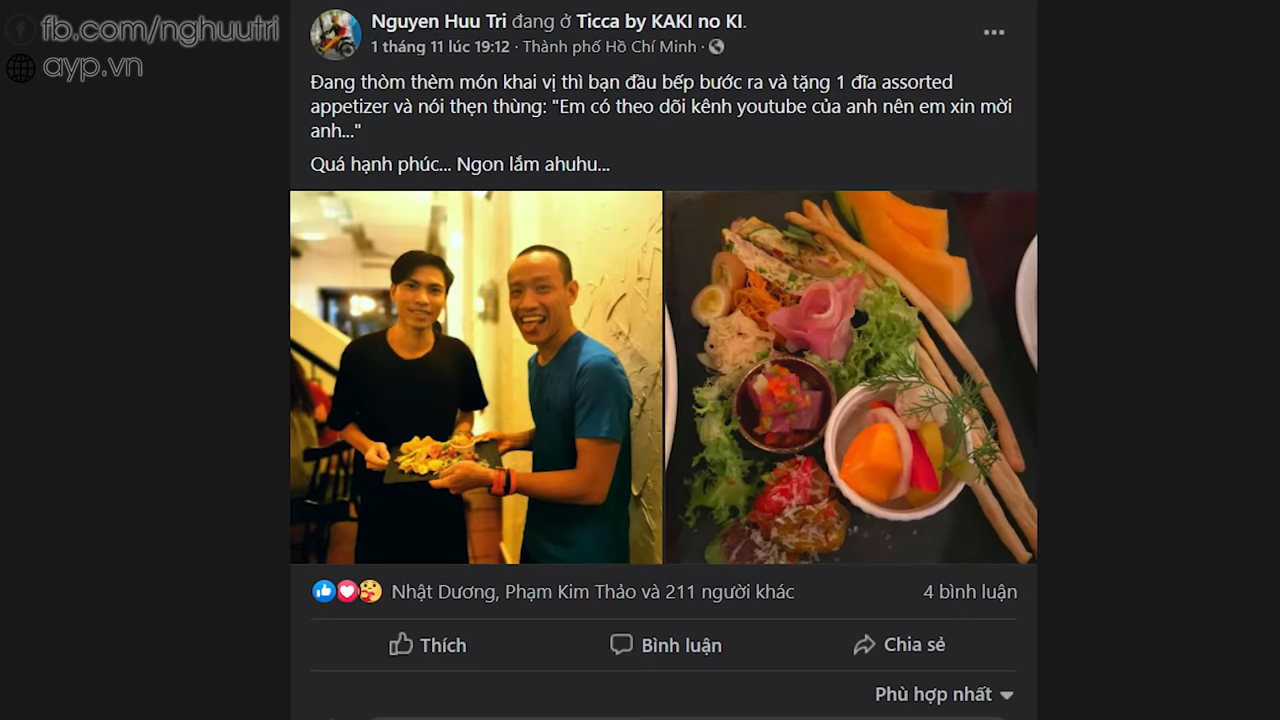 fb.com/nghuutri
ayp.vn
Nguyen Huu Tri đang ở Ticca by KAKI no KI.
1 tháng 11 lúc 19:12 · Thành phố Hồ Chí Minh ·
Đang thòm thèm món khai vị thì bạn đầu bếp bước ra và tặng 1 đĩa assorted
appetizer và nói thẹn thùng: "Em có theo dõi kênh youtube của anh nên em xin mời
anh..."
Quá hạnh phúc... Ngon lắm ahuhu...
Nhật Dương, Phạm Kim Thảo và 211 người khác
4 bình luận
Thích
Bình luận
Chia sẻ
Phù hợp nhất